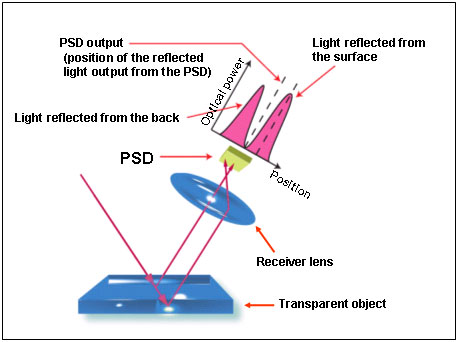 PSD output
(position of the reflected
light output from the PSD)
Light reflected from
the surface
Optical power
Light reflected from the back
PSD
Position
Receiver lens
Transparent object